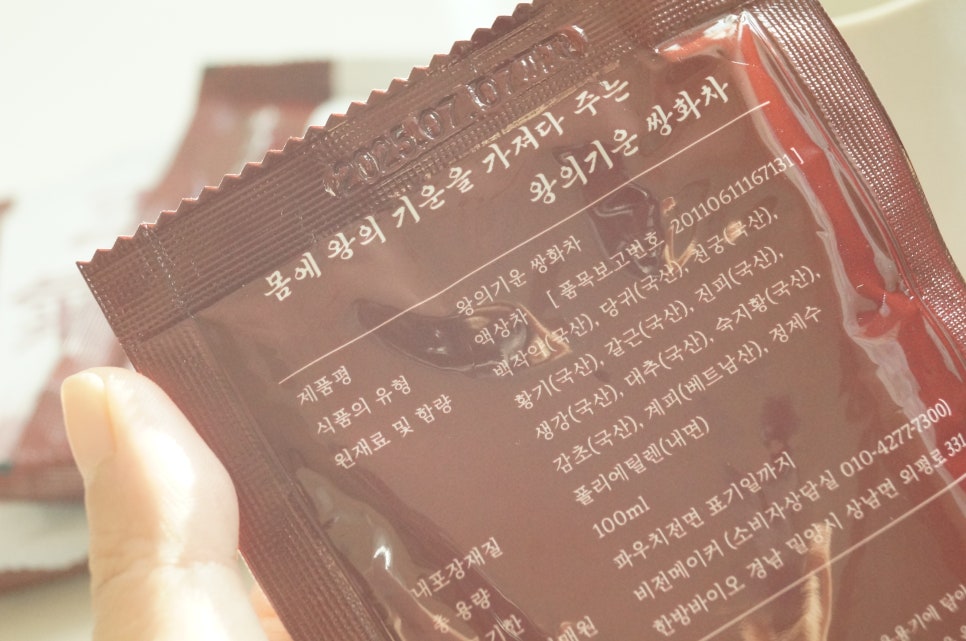 2025.07.07
몸에 왕의 기운을 가져다 주는
왕의기운 쌍화차
제품평 왕의기운 쌍화차
식품의 유형 액상차 [ 품목보고번호 20110611167131 ]
원재료 및 함량 백작약(국산), 당귀(국산), 천궁(국산),
황기(국산), 갈근(국산), 진피(국산),
생강(국산), 대추(국산), 숙지황(국산),
감초(국산), 계피(베트남산), 정제수
내포장재질 폴리에틸렌(내면)
총 용량 100ml
기한 파우치전면 표기일까지
판매원 비전메이커 (소비자상담실 010-4277-7300)
한방바이오 경남 밀양시 상남면 외평로 331